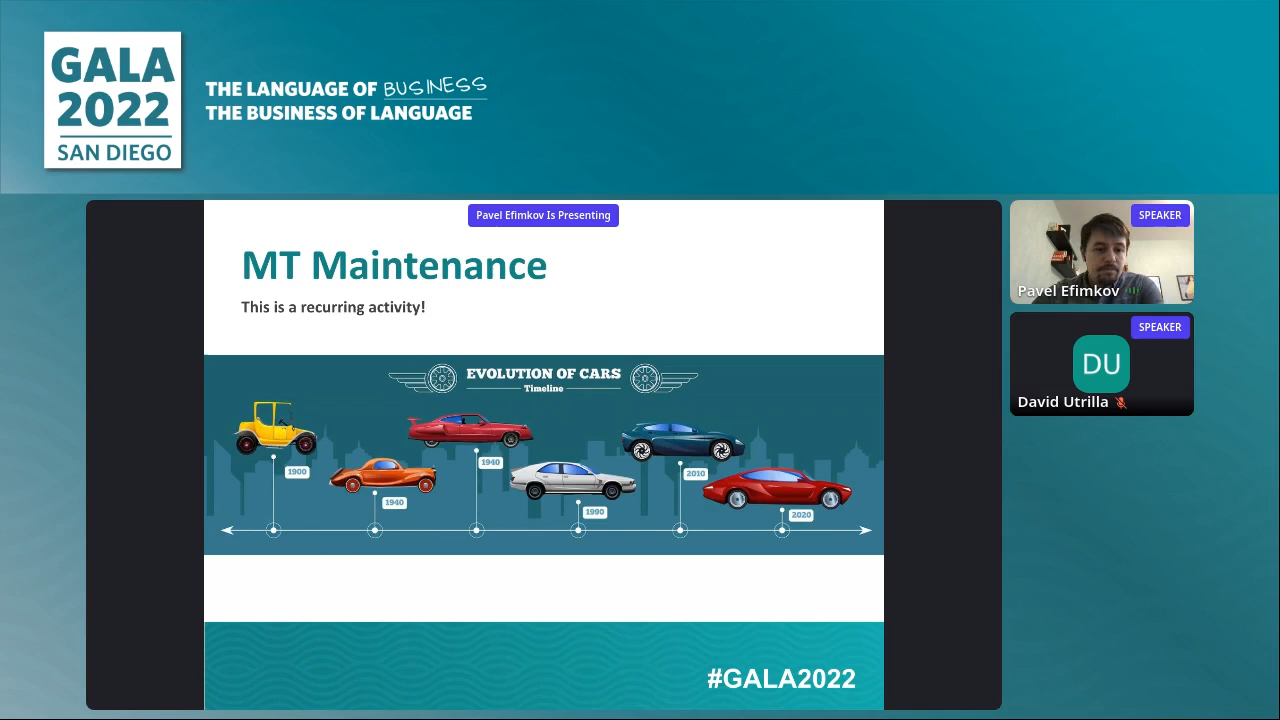 GALA
2022
SAN DIEGO
THE LANGUAGE OF BUSINESS
THE BUSINESS OF LANGUAGE
Pavel Efimkov Is Presenting
MT Maintenance
This is a recurring activity!
EVOLUTION OF CARS
Timeline
1900
1940
1940
1990
2010
2020
#GALA2022
SPEAKER
Pavel Efimkov
SPEAKER
DU
David Utrilla